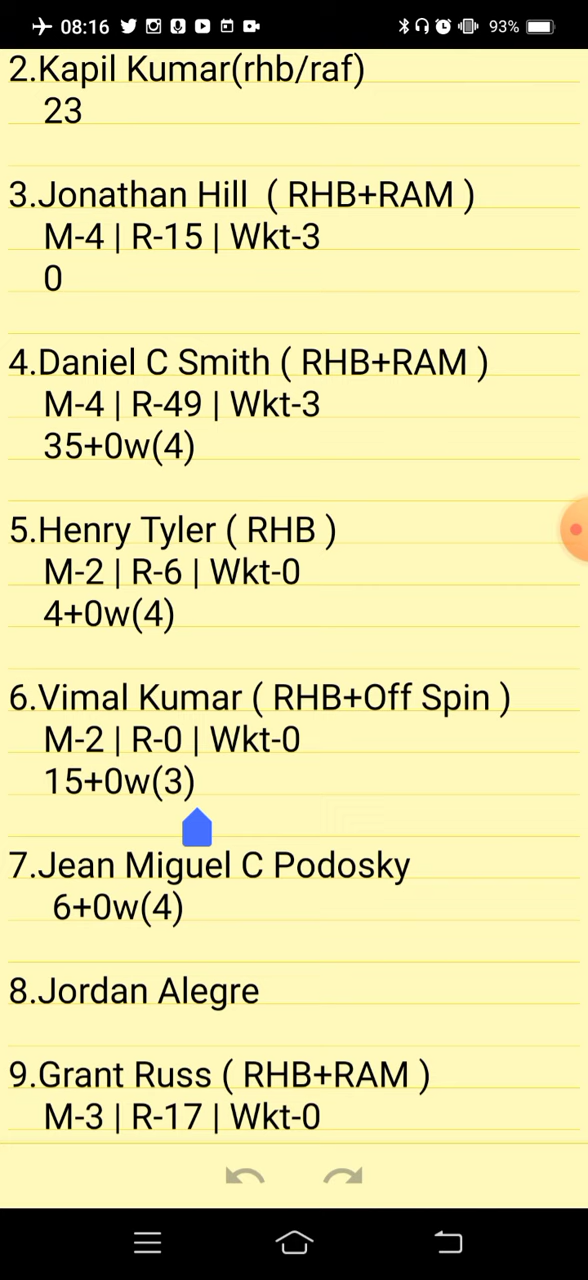 08:16 93%
2.Kapil Kumar(rhb/raf)
23
3.Jonathan Hill ( RHB+RAM )
M-4 | R-15 | Wkt-3
0
4.Daniel C Smith ( RHB+RAM )
M-4 | R-49 | Wkt-3
35+0w(4)
5.Henry Tyler ( RHB )
M-2 | R-6 | Wkt-0
4+0w(4)
6.Vimal Kumar ( RHB+Off Spin )
M-2 | R-0 | Wkt-0
15+0w(3)
7.Jean Miguel C Podosky
6+0w(4)
8.Jordan Alegre
9.Grant Russ ( RHB+RAM )
M-3 | R-17 | Wkt-0